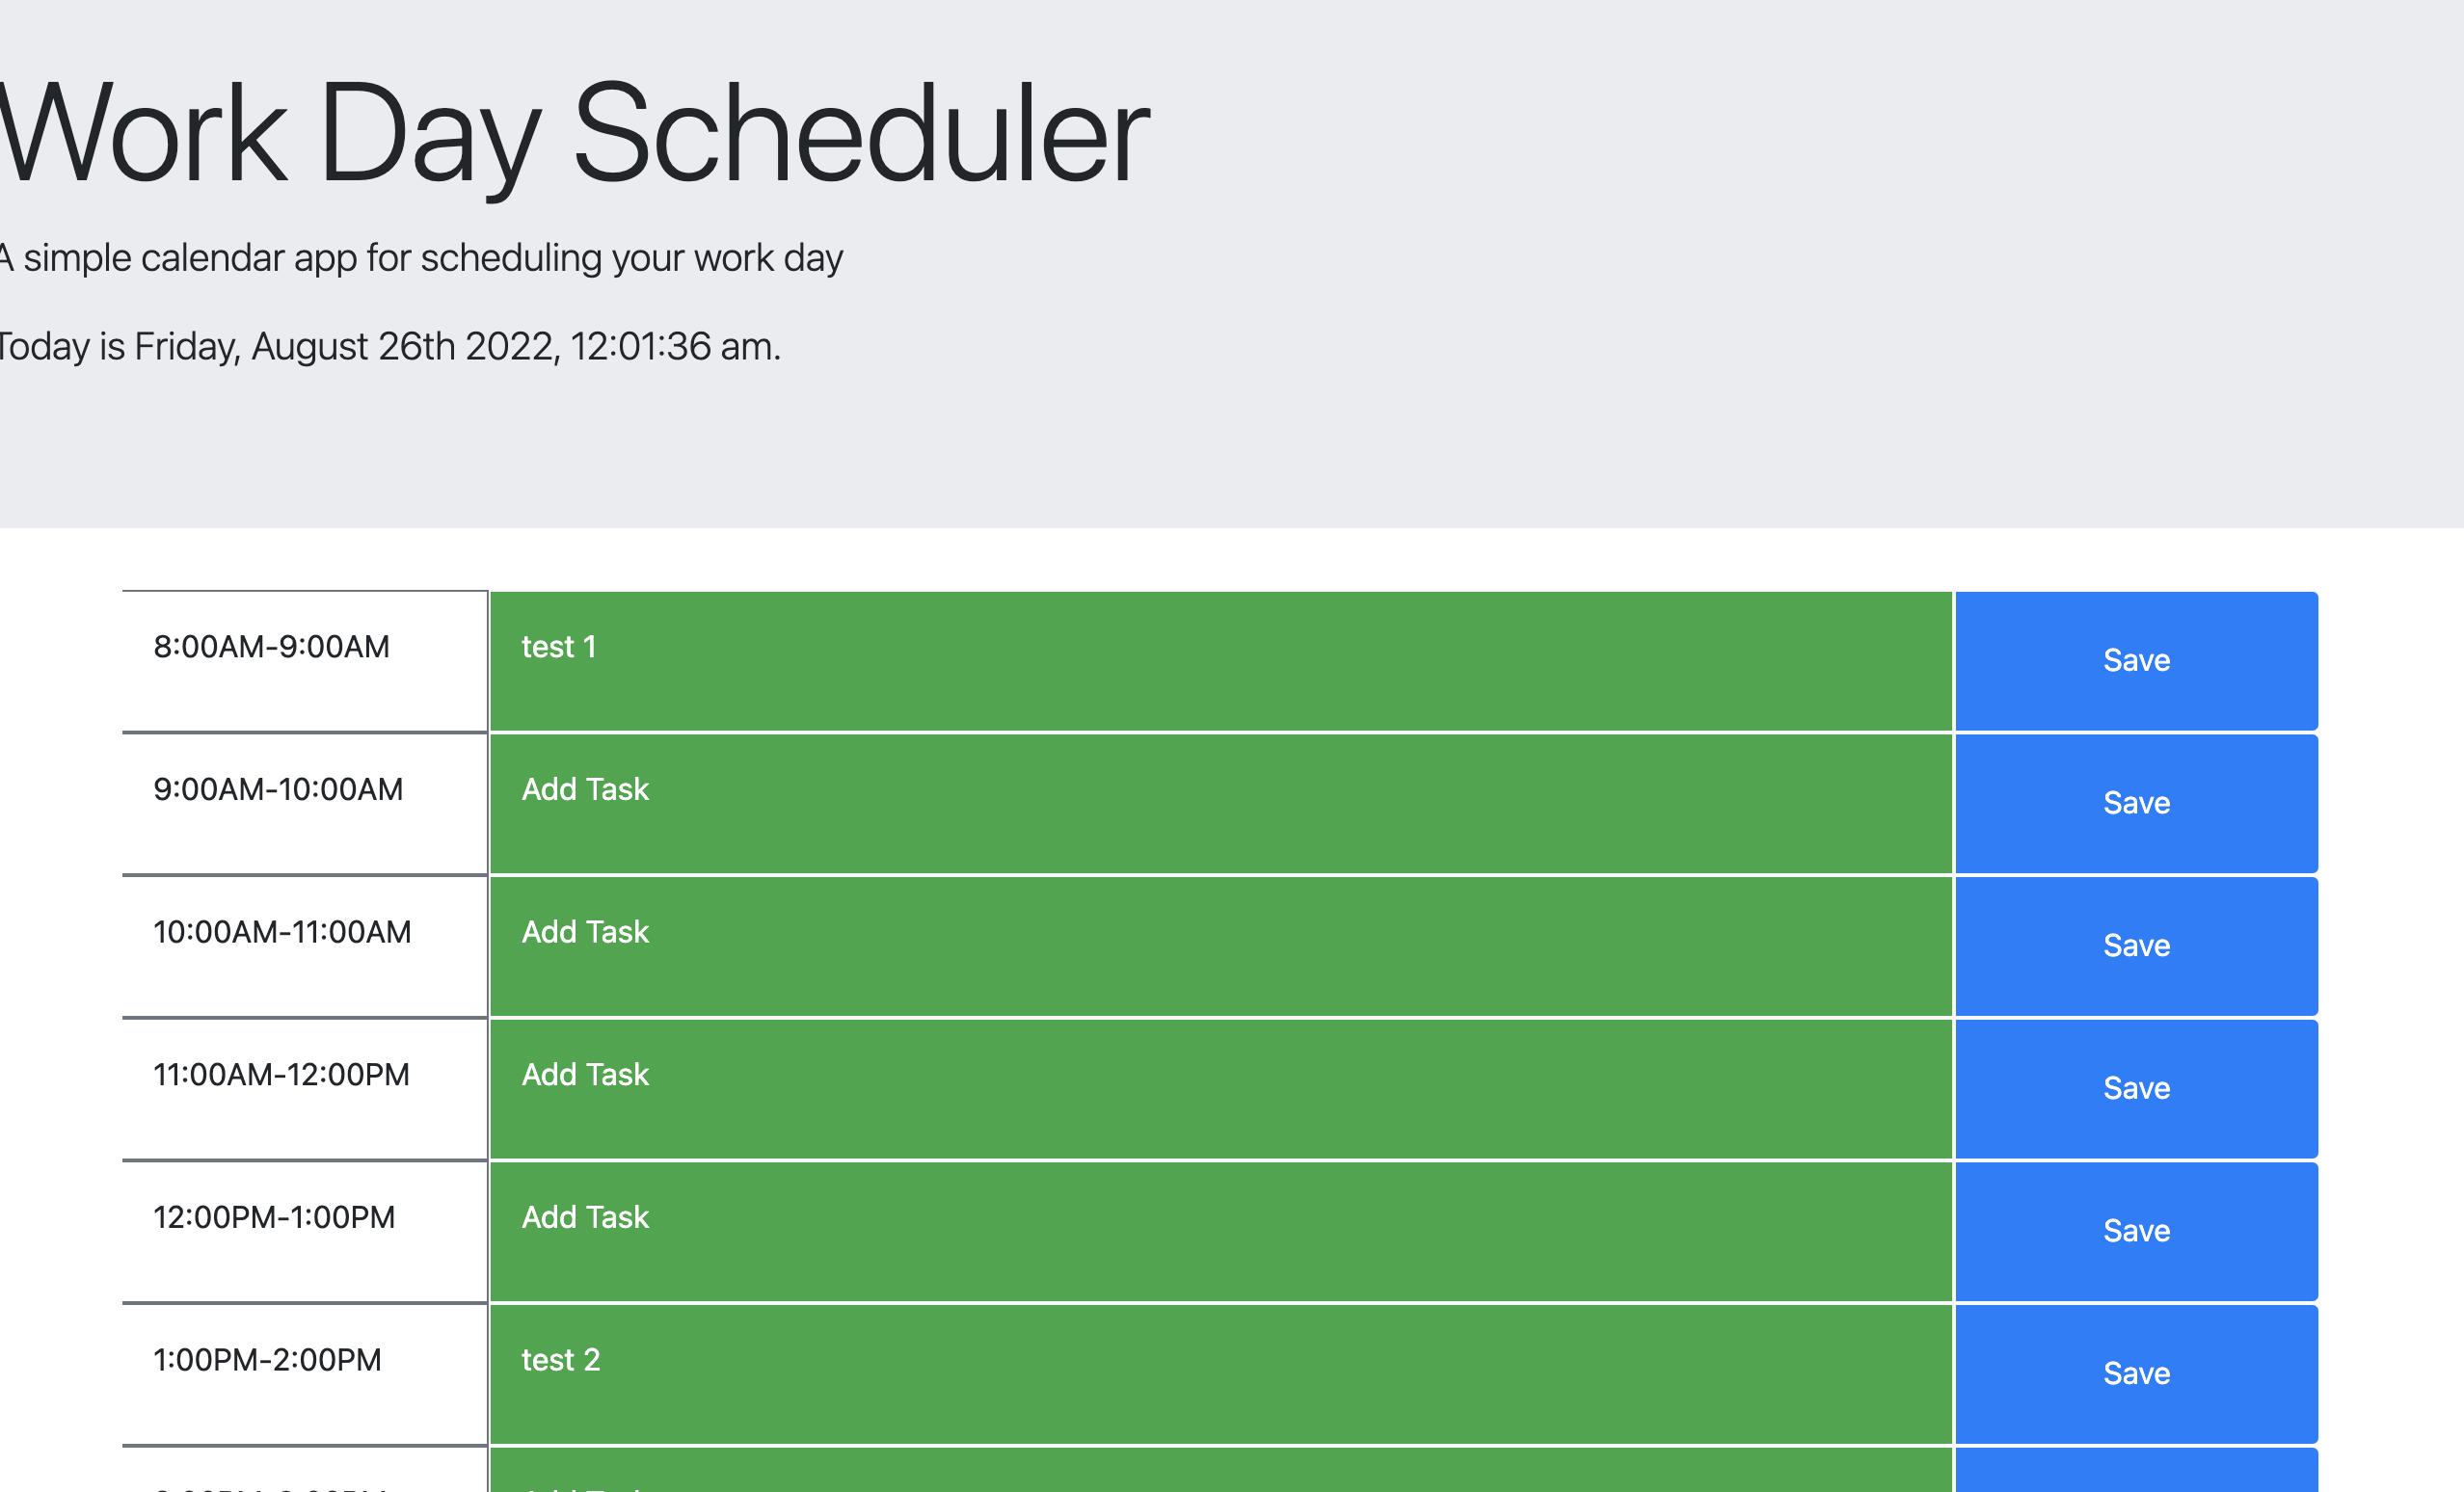 Work Day Scheduler
A simple calendar app for scheduling your work day
Today is Friday, August 26th 2022, 12:01:36 am.
8:00AM-9:00AM test 1 Save
9:00AM-10:00AM Add Task Save
10:00AM-11:00AM Add Task Save
11:00AM-12:00PM Add Task Save
12:00PM-1:00PM Add Task Save
1:00PM-2:00PM test 2 Save